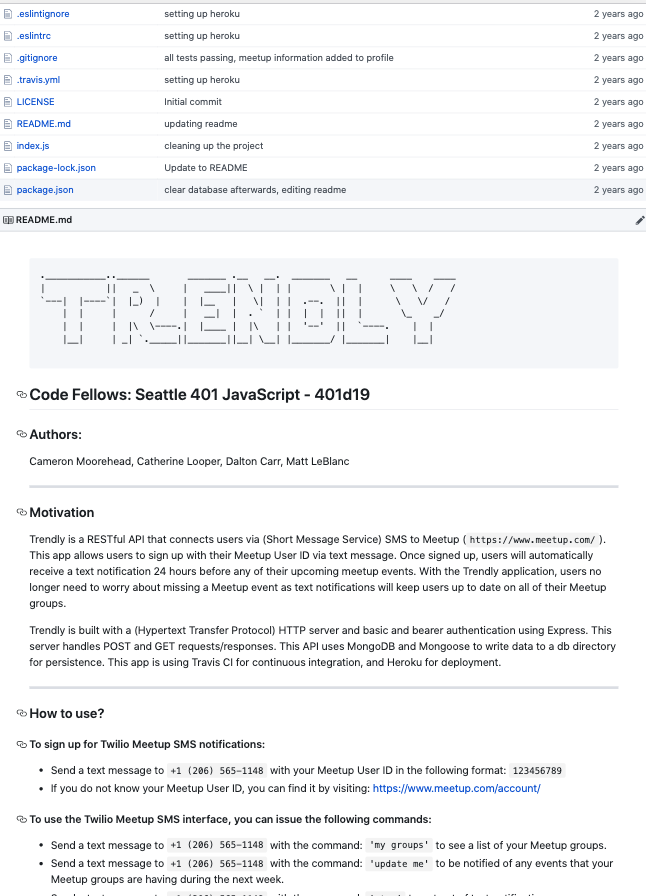 .eslintignore setting up heroku 2 years ago
.eslintrc setting up heroku 2 years ago
.gitignore all tests passing, meetup information added to profile 2 years ago
.travis.yml setting up heroku 2 years ago
LICENSE Initial commit 2 years ago
README.md updating readme 2 years ago
index.js cleaning up the project 2 years ago
package-lock.json Update to README 2 years ago
package.json clear database afterwards, editing readme 2 years ago
README.md
TRENDLY
Code Fellows: Seattle 401 JavaScript - 401d19
Authors:
Cameron Moorehead, Catherine Looper, Dalton Carr, Matt LeBlanc
Motivation
Trendly is a RESTful API that connects users via (Short Message Service) SMS to Meetup ( https://www.meetup.com/ ).
This app allows users to sign up with their Meetup User ID via text message. Once signed up, users will automatically
receive a text notification 24 hours before any of their upcoming meetup events. With the Trendly application, users no
longer need to worry about missing a Meetup event as text notifications will keep users up to date on all of their Meetup
groups.
Trendly is built with a (Hypertext Transfer Protocol) HTTP server and basic and bearer authentication using Express. This
server handles POST and GET requests/responses. This API uses MongoDB and Mongoose to write data to a db directory
for persistence. This app is using Travis CI for continuous integration, and Heroku for deployment.
How to use?
To sign up for Twilio Meetup SMS notifications:
• Send a text message to +1 (206) 565-1148 with your Meetup User ID in the following format: 123456789
• If you do not know your Meetup User ID, you can find it by visiting: https://www.meetup.com/account/
To use the Twilio Meetup SMS interface, you can issue the following commands:
• Send a text message to +1 (206) 565-1148 with the command: 'my groups' to see a list of your Meetup groups.
• Send a text message to +1 (206) 565-1148 with the command: 'update me' to be notified of any events that your
Meetup groups are having during the next week.